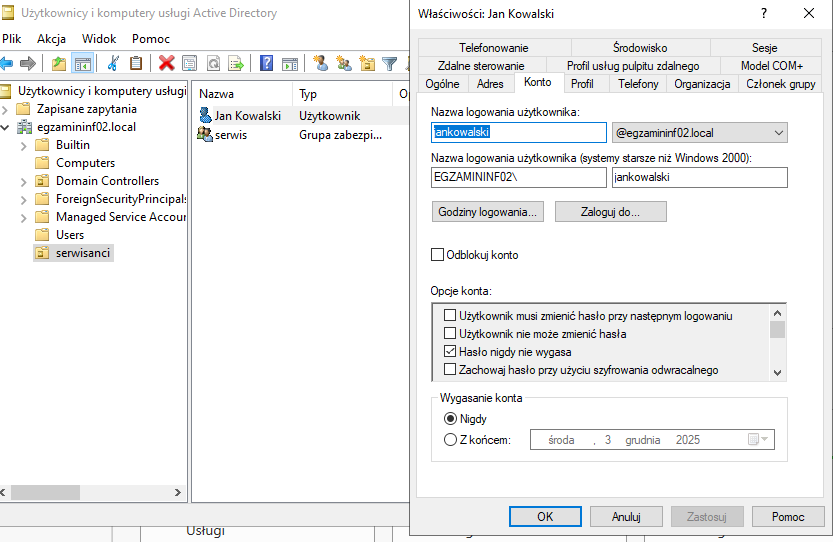 Użytkownicy i komputery usługi Active Directory
Plik Akcja Widok Pomoc
Użytkownicy i komputery usługi
Zapisane zapytania
egzamininf02.local
Builtin
Computers
Domain Controllers
ForeignSecurityPrincipals
Managed Service Accour
Users
serwisanci
Nazwa Typ Op
Jan Kowalski Użytkownik
serwis Grupa zabezpi...
Właściwości: Jan Kowalski
Telefonowanie Środowisko Sesje
Zdalne sterowanie Profil usług pulpitu zdalnego Model COM+
Ogólne Adres Konto Profil Telefony Organizacja Członek grupy
Nazwa logowania użytkownika:
jankowalski @egzamininf02.local
Nazwa logowania użytkownika (systemy starsze niż Windows 2000):
EGZAMININF02\ jankowalski
Godziny logowania... Zaloguj do...
Odblokuj konto
Opcje konta:
Użytkownik musi zmienić hasło przy następnym logowaniu
Użytkownik nie może zmienić hasła
Hasło nigdy nie wygasa
Zachowaj hasło przy użyciu szyfrowania odwracalnego
Wygasanie konta
Nigdy
Z końcem: środa , 3 grudnia 2025
OK Anuluj Zastosuj Pomoc
Usługi